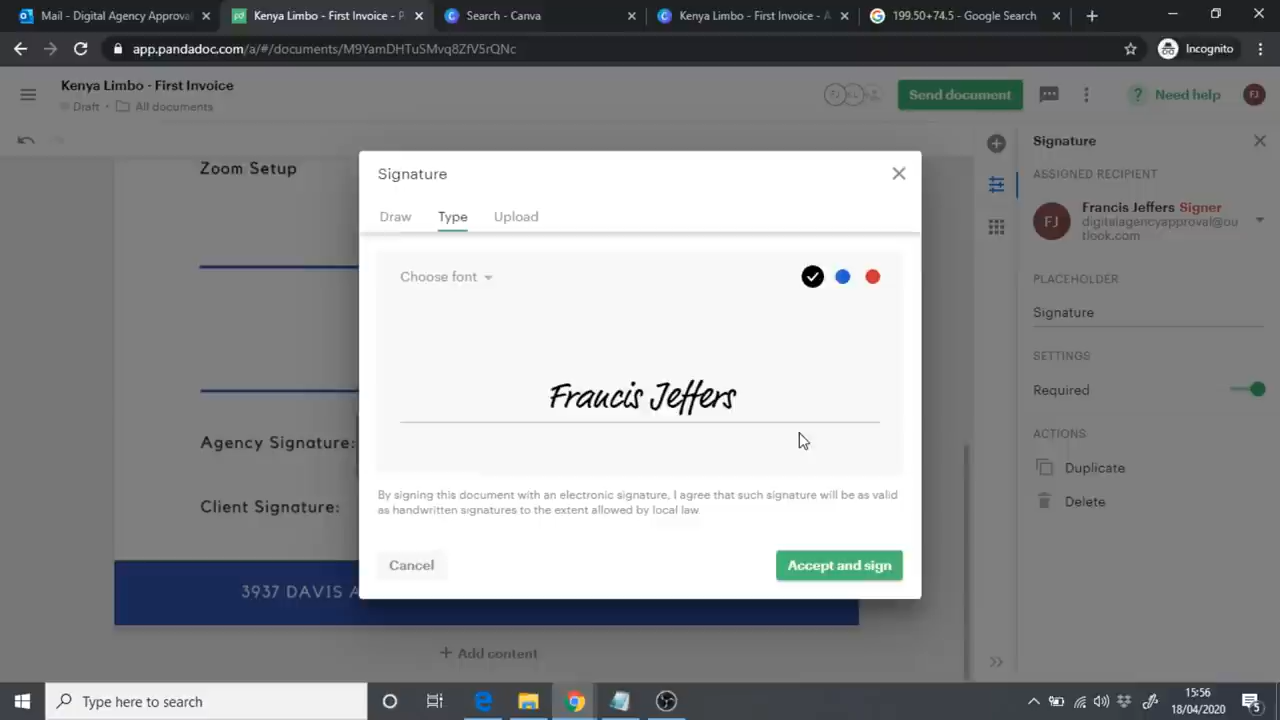 Mail - Digital Agency Approval
Kenya Limbo - First Invoice - P
Search - Canva
Kenya Limbo - First Invoice - A
199.50+74.5 - Google Search
app.pandadoc.com/a/#/documents/M9YamDHTuSMvq8ZfV5rQNc
Incognito
Kenya Limbo - First Invoice
Draft • All documents
FJ
Send document
? Need help
FJ
Zoom Setup
Agency Signature:
Client Signature:
3937 DAVIS A
+ Add content
Signature
Draw Type Upload
Choose font
Francis Jeffers
By signing this document with an electronic signature, I agree that such signature will be as valid
as handwritten signatures to the extent allowed by local law.
Cancel
Accept and sign
Signature
ASSIGNED RECIPIENT
FJ
Francis Jeffers Signer
digitalagencyapproval@ou
tlook.com
PLACEHOLDER
Signature
SETTINGS
Required
ACTIONS
Duplicate
Delete
Type here to search
15:56
18/04/2020
5